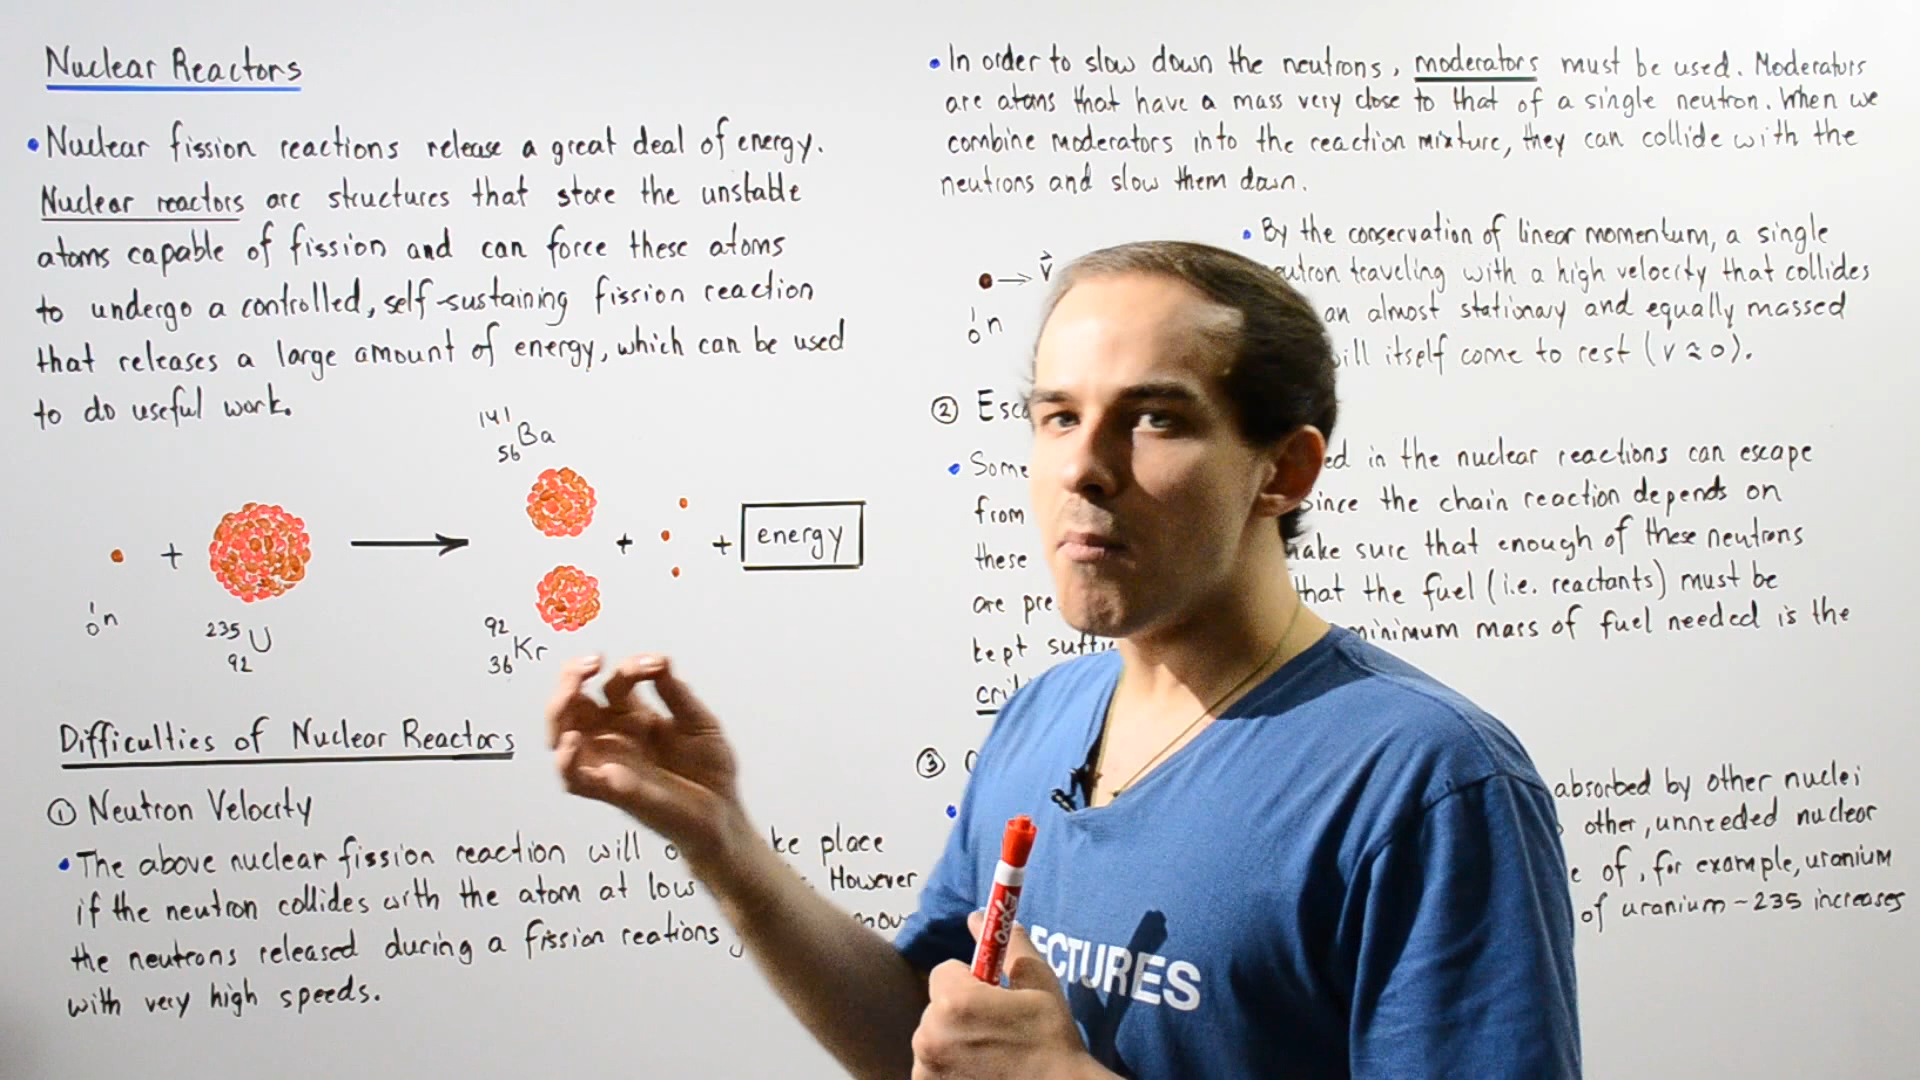 Nuclear Reactors
• Nuclear fission reactions release a great deal of energy.
Nuclear reactors are structures that store the unstable
atoms capable of fission and can force these atoms
to undergo a controlled, self-sustaining fission reaction
that releases a large amount of energy, which can be used
to do useful work.
141
56 Ba
+ + + energy
1
0 n
235
92 U
92
36 Kr
Difficulties of Nuclear Reactors
① Neutron Velocity
• The above nuclear fission reaction will place
if the neutron collides with the atom at low However
the neutrons released during a fission reations
with very high speeds.
• In order to slow down the neutrons, moderators must be used. Moderators
are atoms that have a mass very close to that of a single neutron. When we
combine moderators into the reaction mixture, they can collide with the
neutrons and slow them down.
v
1
0 n
• By the conservation of linear momentum, a single
traveling with a high velocity that collides
an almost stationary and equally massed
itself come to rest (v ≈ 0).
②
• Some in the nuclear reactions can escape
from the chain reaction depends on
these sure that enough of these neutrons
are that the fuel (i.e. reactants) must be
kept minimum mass of fuel needed is the
③
• absorbed by other nuclei
other, unneeded nuclear
of, for example, uranium
of uranium-235 increases
EXPO
ECTURES